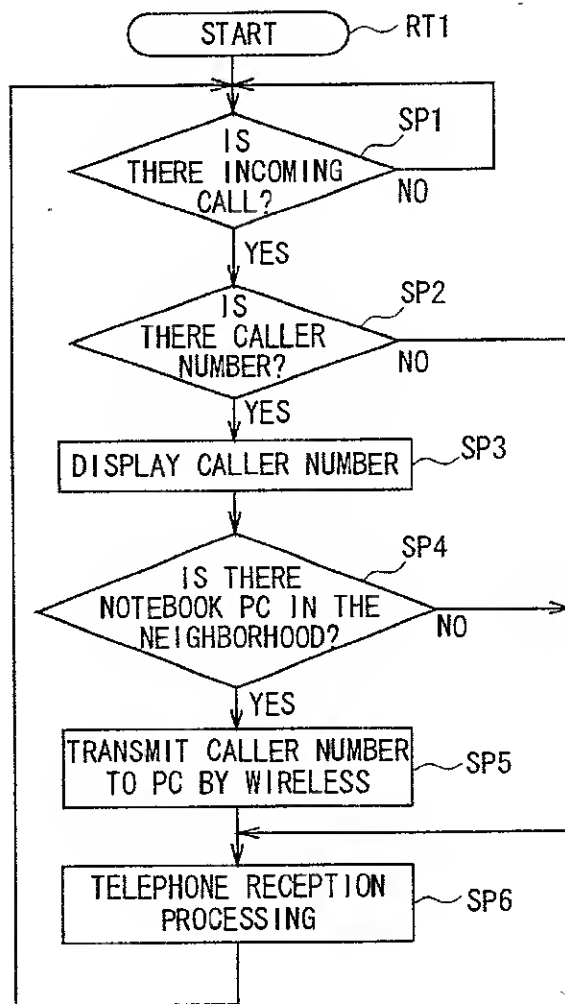 START
RT1
SP1
IS
THERE INCOMING
CALL?
NO
YES
SP2
IS
THERE CALLER
NUMBER?
NO
YES
DISPLAY CALLER NUMBER
SP3
SP4
IS THERE
NOTEBOOK PC IN THE
NEIGHBORHOOD?
NO
YES
TRANSMIT CALLER NUMBER
TO PC BY WIRELESS
SP5
TELEPHONE RECEPTION
PROCESSING
SP6